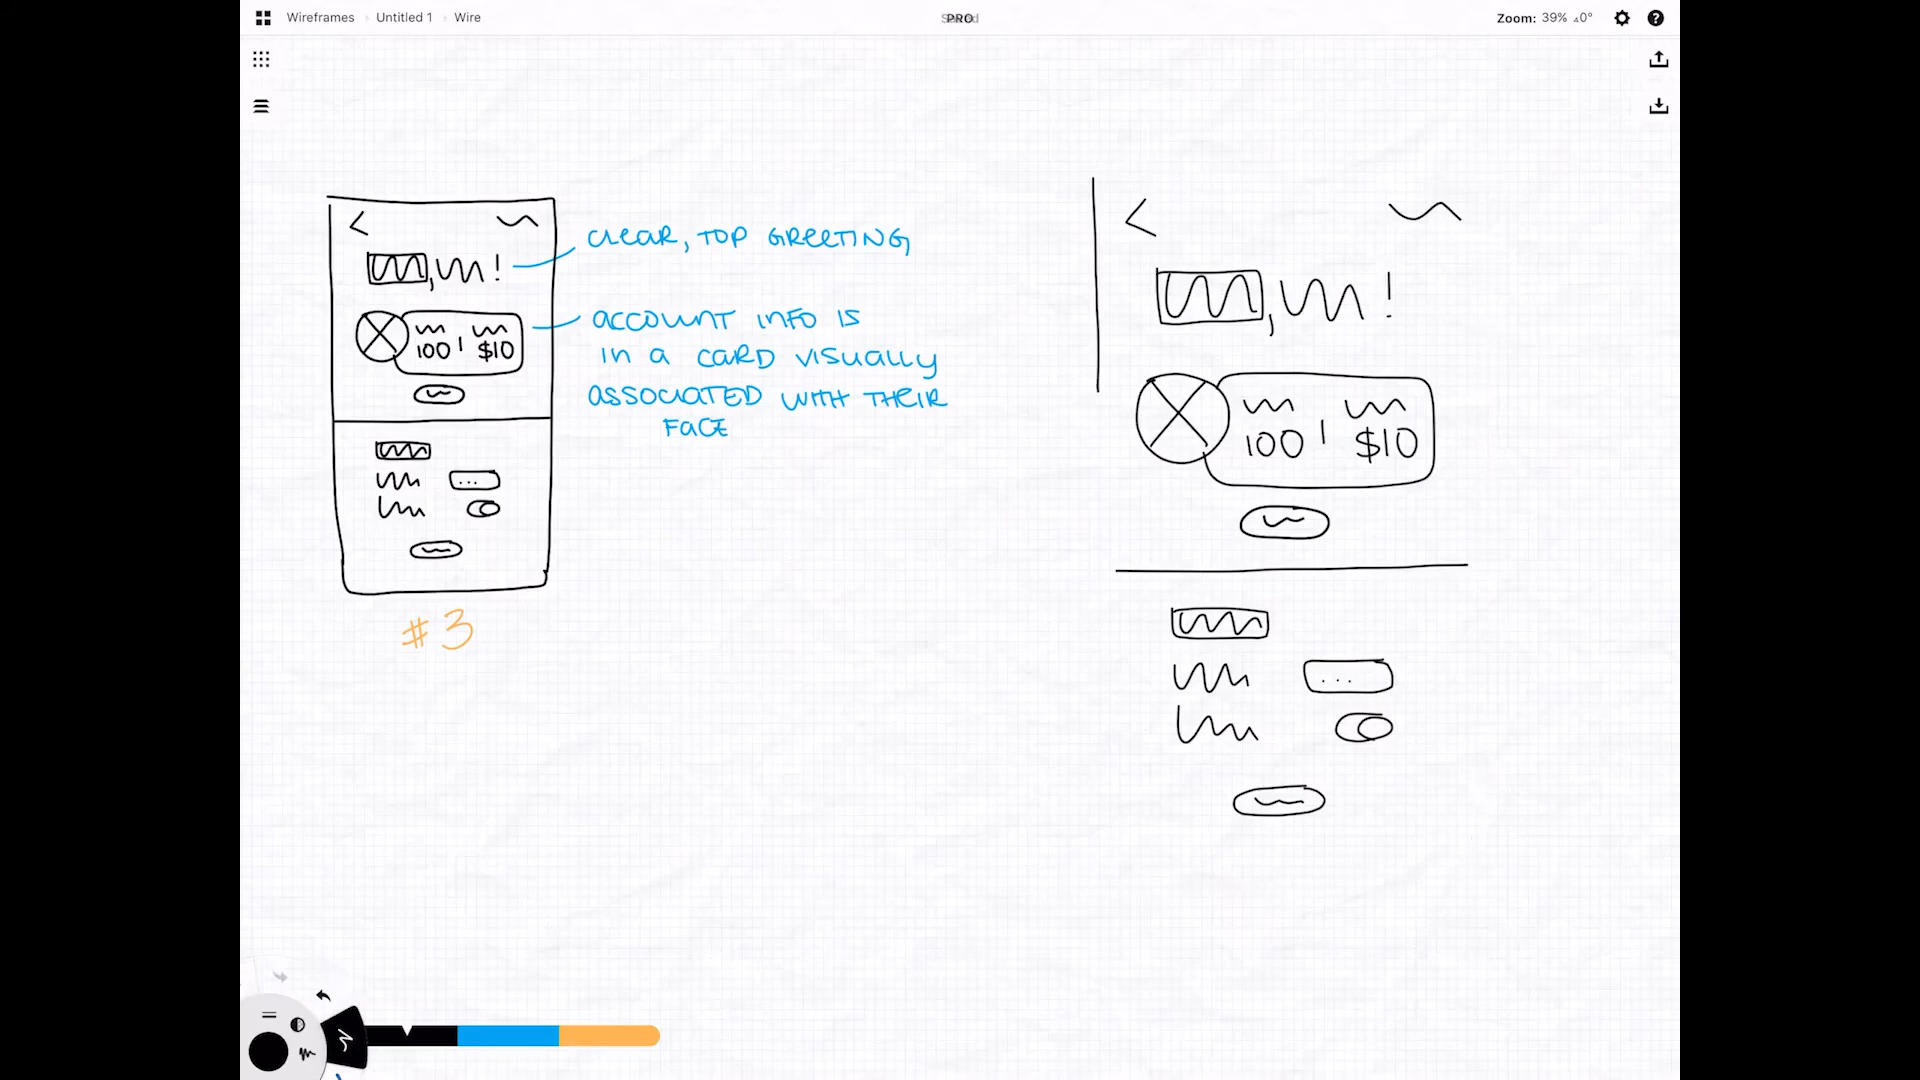 Wireframes › Untitled 1 › Wire
PRO
Zoom: 39% ⊿0°
CLEAR, TOP GREETING
!
ACCOUNT INFO IS
IN A CARD VISUALLY
ASSOCIATED WITH THEIR
FACE
100 $10
...
#3
!
100 $10
...